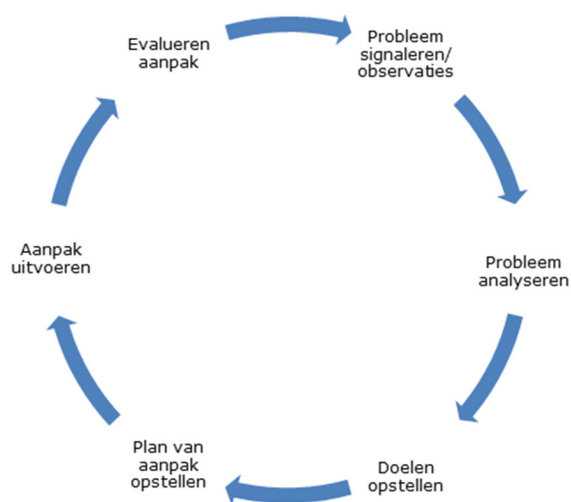 Evalueren
aanpak
Probleem
signaleren/
observaties
Probleem
analyseren
Doelen
opstellen
Plan van
aanpak
opstellen
Aanpak
uitvoeren